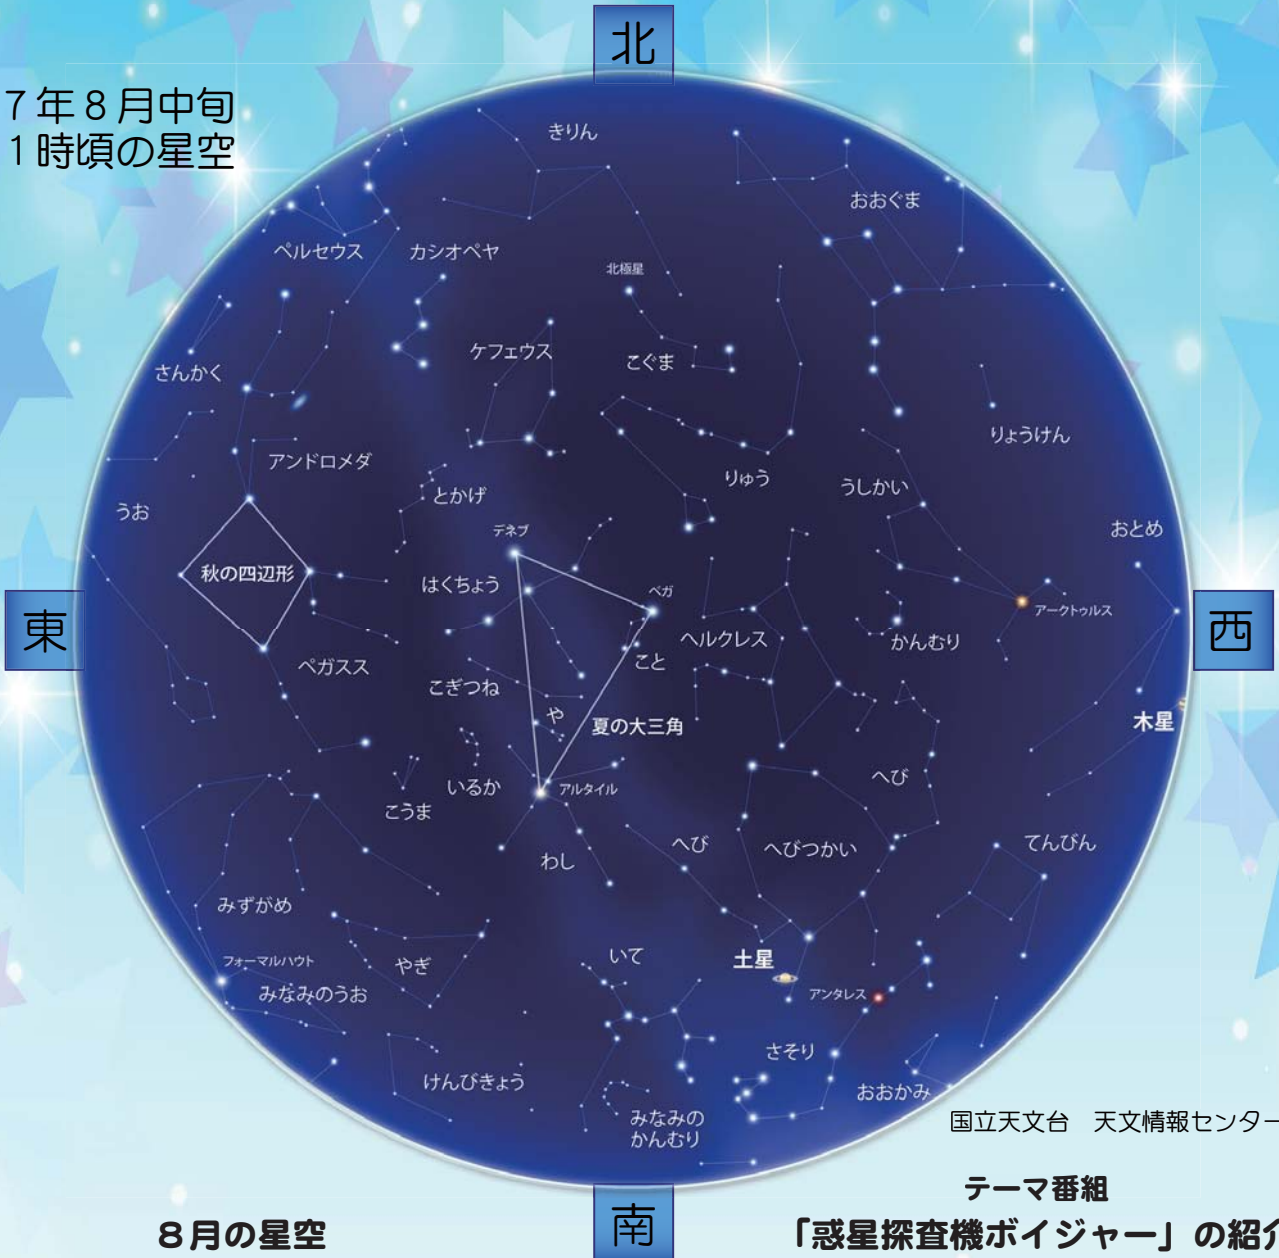 北
7年8月中旬
1時頃の星空
きりん
おおぐま
ペルセウス
カシオペヤ
北極星
ケフェウス
こぐま
さんかく
りょうけん
アンドロメダ
りゅう
うしかい
とかげ
うお
おとめ
デネブ
秋の四辺形
はくちょう
ベガ
アークトゥルス
東
ヘルクレス
かんむり
西
ペガスス
こと
こぎつね
や
夏の大三角
木星
いるか
アルタイル
へび
こうま
わし
へび
へびつかい
てんびん
みずがめ
フォーマルハウト
やぎ
いて
土星
みなみのうお
アンタレス
さそり
けんびきょう
おおかみ
みなみの
かんむり
国立天文台 天文情報センター
南
8月の星空
テーマ番組
「惑星探査機ボイジャー」の紹介